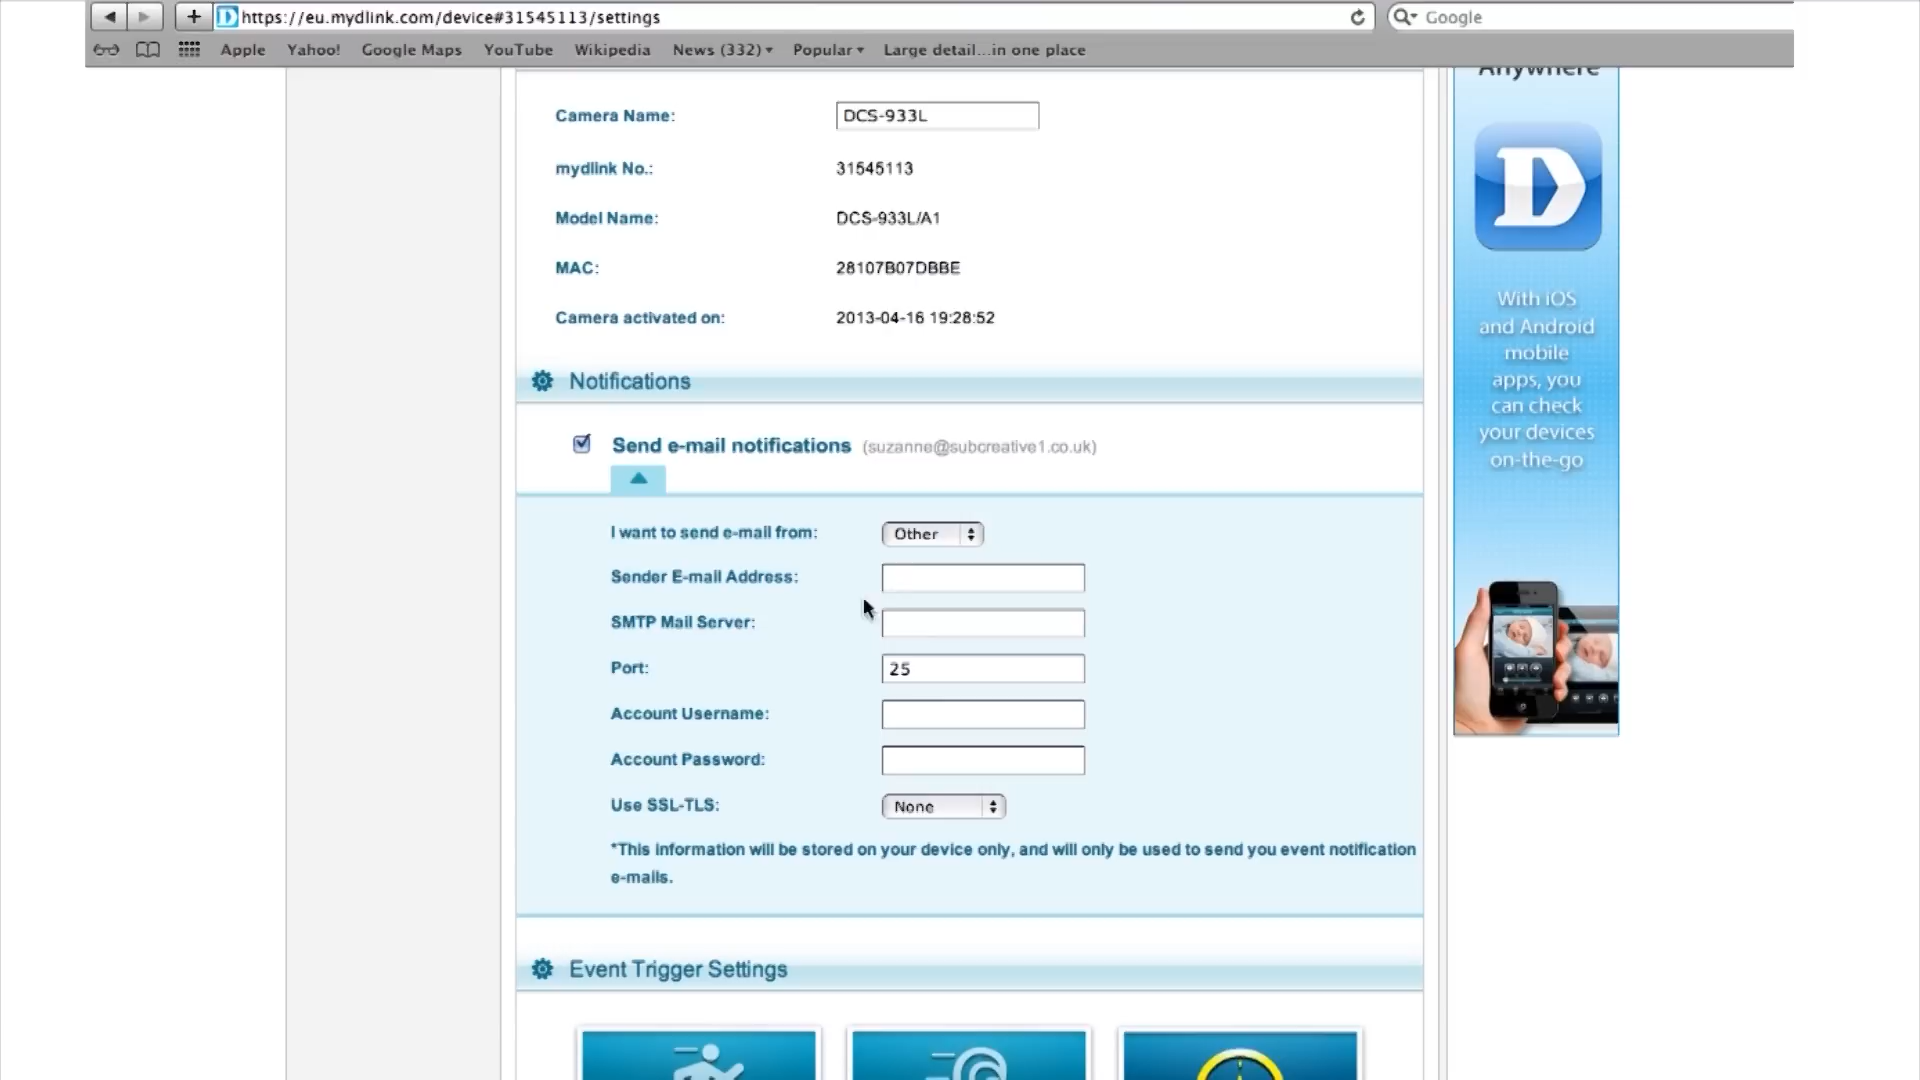 https://eu.mydlink.com/device#31545113/settings
Google
Apple Yahoo! Google Maps YouTube Wikipedia News (332) Popular Large detail...in one place
Anywhere
Camera Name: DCS-933L
mydlink No.: 31545113
Model Name: DCS-933L/A1
MAC: 28107B07DBBE
Camera activated on: 2013-04-16 19:28:52
Notifications
Send e-mail notifications (suzanne@subcreative1.co.uk)
I want to send e-mail from: Other
Sender E-mail Address:
SMTP Mail Server:
Port: 25
Account Username:
Account Password:
Use SSL-TLS: None
*This information will be stored on your device only, and will only be used to send you event notification
e-mails.
Event Trigger Settings
D
With iOS
and Android
mobile
apps, you
can check
your devices
on-the-go